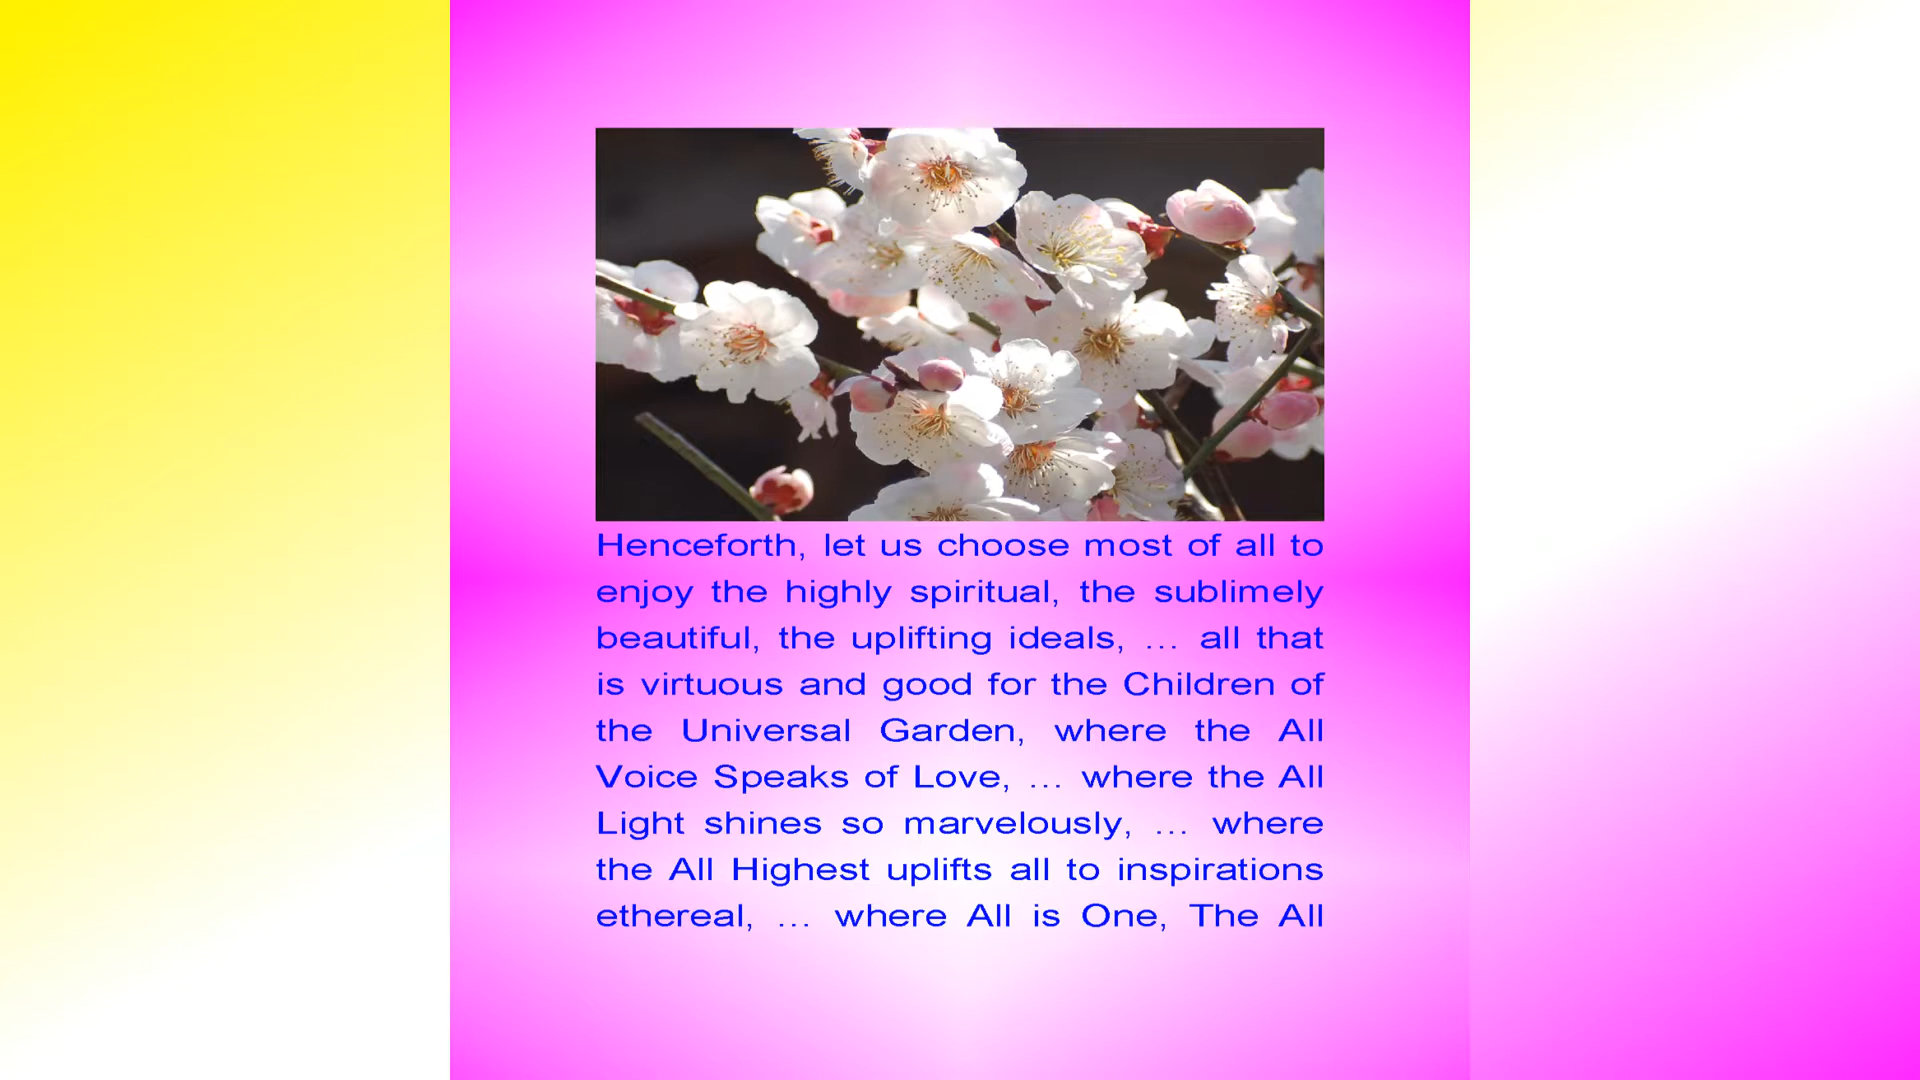 Henceforth, let us choose most of all to
enjoy the highly spiritual, the sublimely
beautiful, the uplifting ideals, … all that
is virtuous and good for the Children of
the Universal Garden, where the All
Voice Speaks of Love, … where the All
Light shines so marvelously, … where
the All Highest uplifts all to inspirations
ethereal, … where All is One, The All